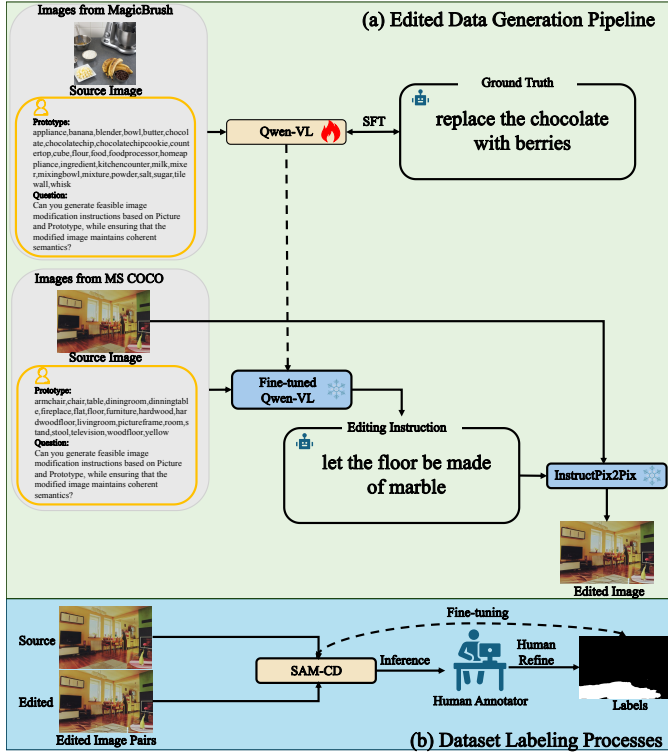 Images from MagicBrush
(a) Edited Data Generation Pipeline
Source Image
Prototype:
appliance,banana,blender,bowl,butter,chocol
ate,chocolatechip,chocolatechipcookie,coun
tertop,cube,flour,food,foodprocessor,homeap
pliance,ingredient,kitchencounter,milk,mixe
r,mixingbowl,mixture,powder,salt,sugar,tile
wall,whisk
Question:
Can you generate feasible image
modification instructions based on Picture
and Prototype, while ensuring that the
modified image maintains coherent
semantics?
Qwen-VL
SFT
Ground Truth
replace the chocolate
with berries
Images from MS COCO
Source Image
Prototype:
armchair,chair,table,diningroom,dinningtabl
e,fireplace,flat,floor,furniture,hardwood,har
dwoodfloor,livingroom,pictureframe,room,s
tand,stool,television,woodfloor,yellow
Question:
Can you generate feasible image
modification instructions based on Picture
and Prototype, while ensuring that the
modified image maintains coherent
semantics?
Fine-tuned
Qwen-VL
Editing Instruction
let the floor be made
of marble
InstructPix2Pix
Edited Image
Source
Edited
Edited Image Pairs
SAM-CD
Fine-tuning
Inference
Human Annotator
Human
Refine
Labels
(b) Dataset Labeling Processes